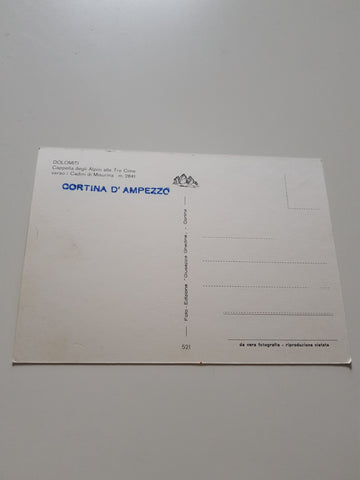 DOLOMITI
Cappella degli Alpini alle Tre Cime
verso i Cadini di Misurina m. 2841
CORTINA D' AMPEZZO
Foto - Edizione "Giuseppe Ghedina" - Cortina
521
da vera fotografia - riproduzione vietata